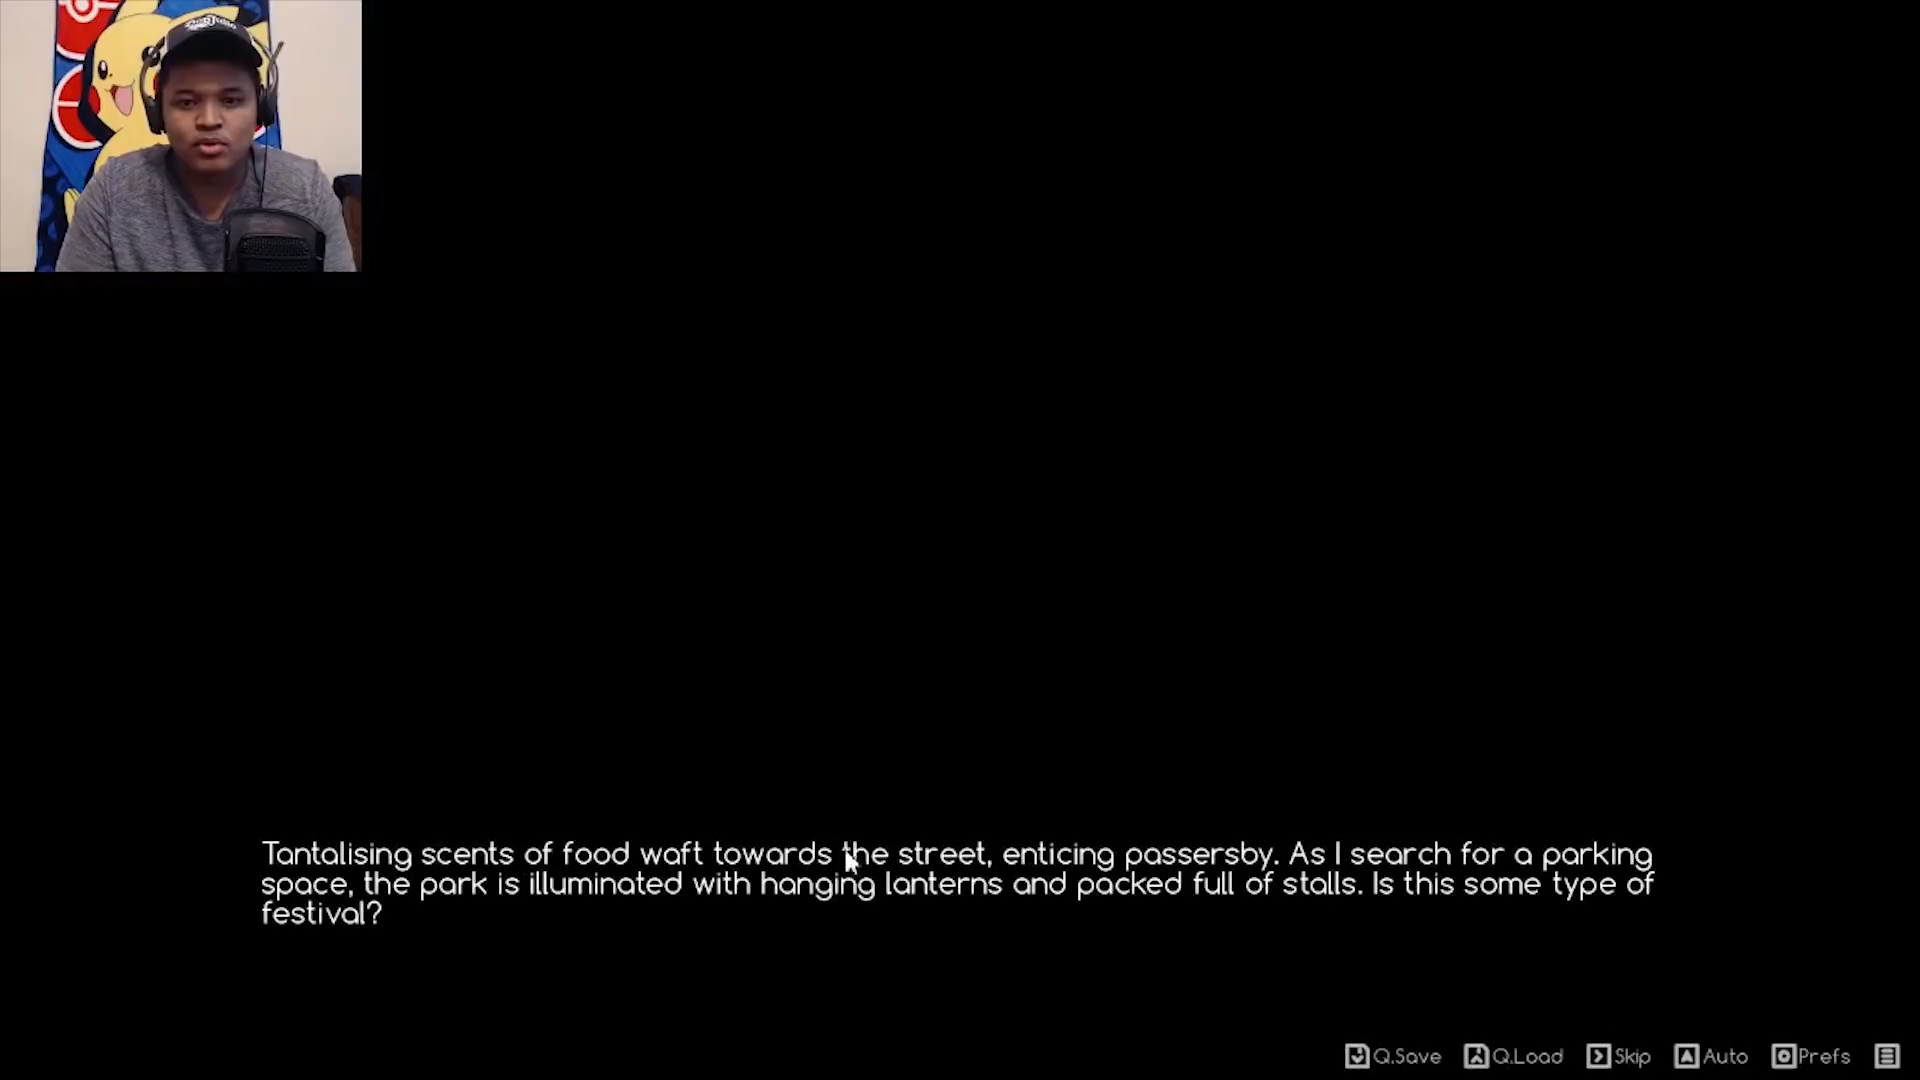 Tantalising scents of food waft towards the street, enticing passersby. As I search for a parking
space, the park is illuminated with hanging lanterns and packed full of stalls. Is this some type of
festival?
Q.Save Q.Load Skip Auto Prefs